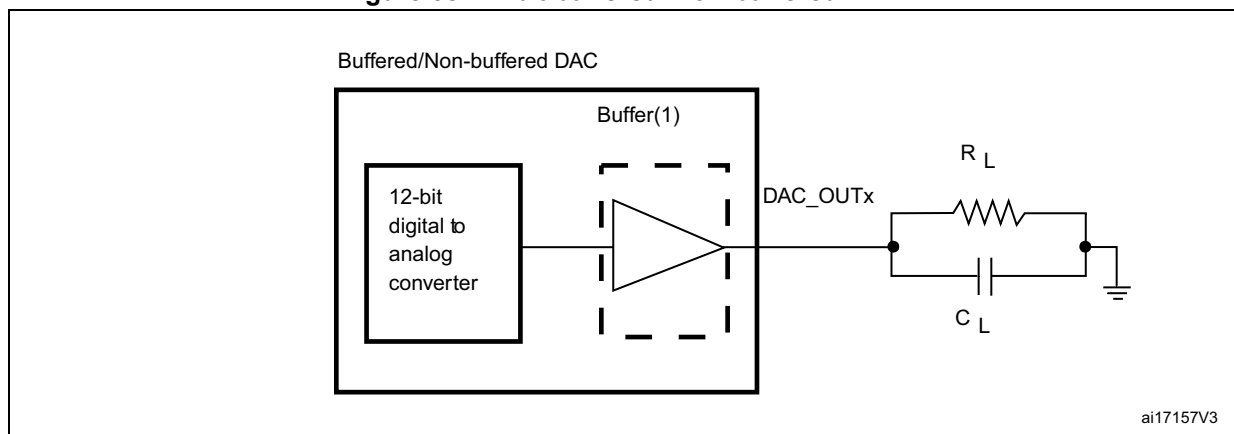 Buffered/Non-buffered DAC
Buffer(1)
12-bit
digital to
analog
converter
DAC_OUTx
R L
C L
ai17157V3